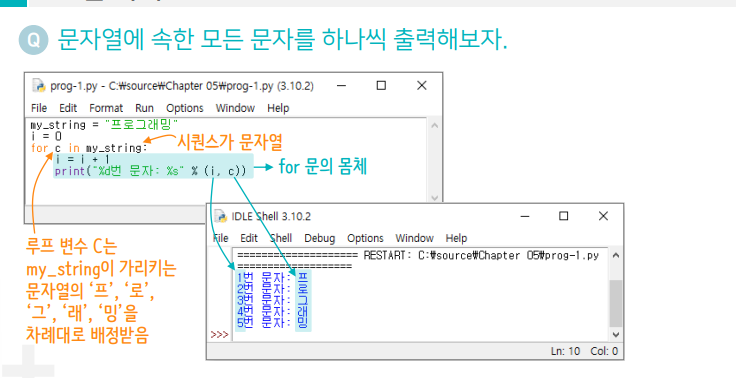 Q 문자열에 속한 모든 문자를 하나씩 출력해보자.
prog-1.py - C:₩source₩Chapter 05₩prog-1.py (3.10.2)
File Edit Format Run Options Window Help
my_string = "프로그래밍"
i = 0
for c in my_string:
시퀀스가 문자열
i = i + 1
print("%d번 문자: %s" % (i, c))
for 문의 몸체
루프 변수 C는
my_string이 가리키는
문자열의 ‘프’, ‘로’,
‘그’, ‘래’, ‘밍’을
차례대로 배정받음
IDLE Shell 3.10.2
File Edit Shell Debug Options Window Help
==================== RESTART: C:₩source₩Chapter 05₩prog-1.py
===================
1번 문자: 프
2번 문자: 로
3번 문자: 그
4번 문자: 래
5번 문자: 밍
>>>
Ln: 10 Col: 0